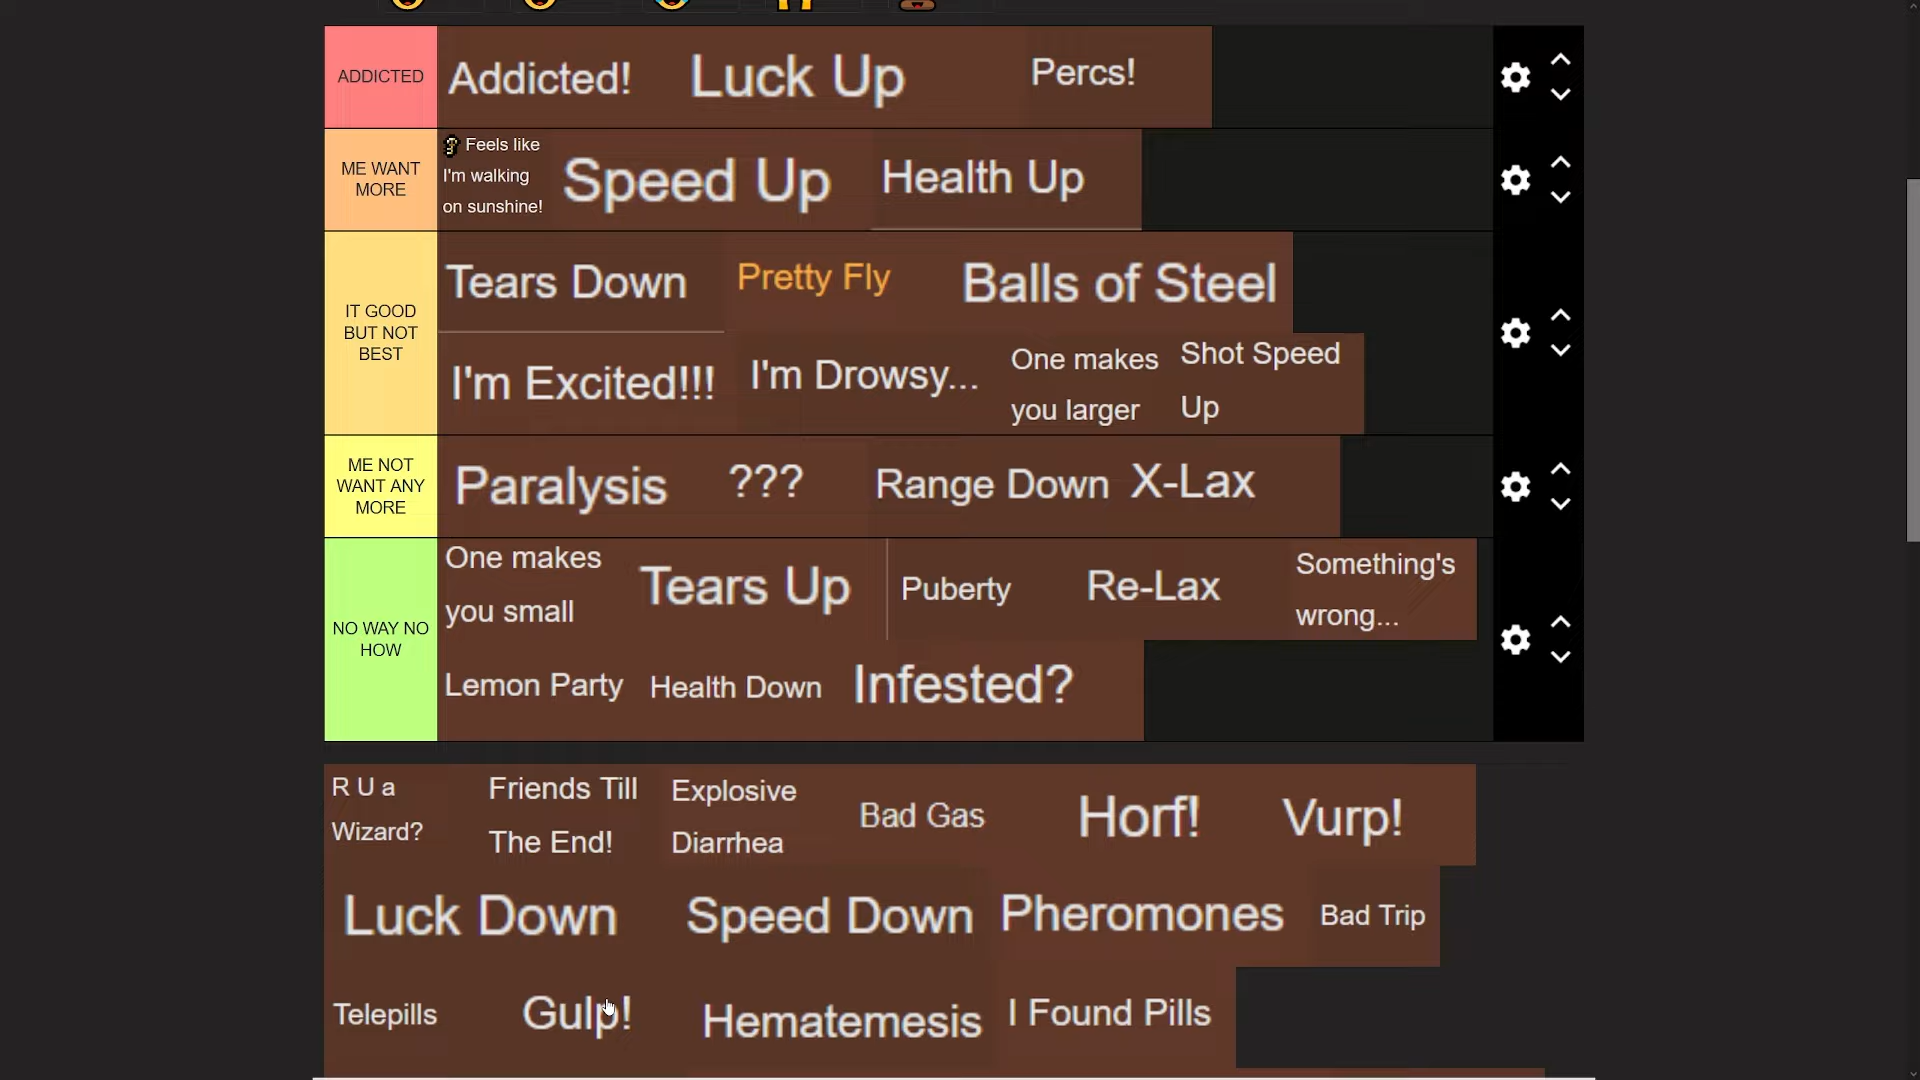 ADDICTED
Addicted!
Luck Up
Percs!
ME WANT
MORE
Feels like
I'm walking
on sunshine!
Speed Up
Health Up
IT GOOD
BUT NOT
BEST
Tears Down
Pretty Fly
Balls of Steel
I'm Excited!!!
I'm Drowsy...
One makes
you larger
Shot Speed
Up
ME NOT
WANT ANY
MORE
Paralysis
???
Range Down
X-Lax
NO WAY NO
HOW
One makes
you small
Tears Up
Puberty
Re-Lax
Something's
wrong...
Lemon Party
Health Down
Infested?
R U a
Wizard?
Friends Till
The End!
Explosive
Diarrhea
Bad Gas
Horf!
Vurp!
Luck Down
Speed Down
Pheromones
Bad Trip
Telepills
Gulp!
Hematemesis
I Found Pills